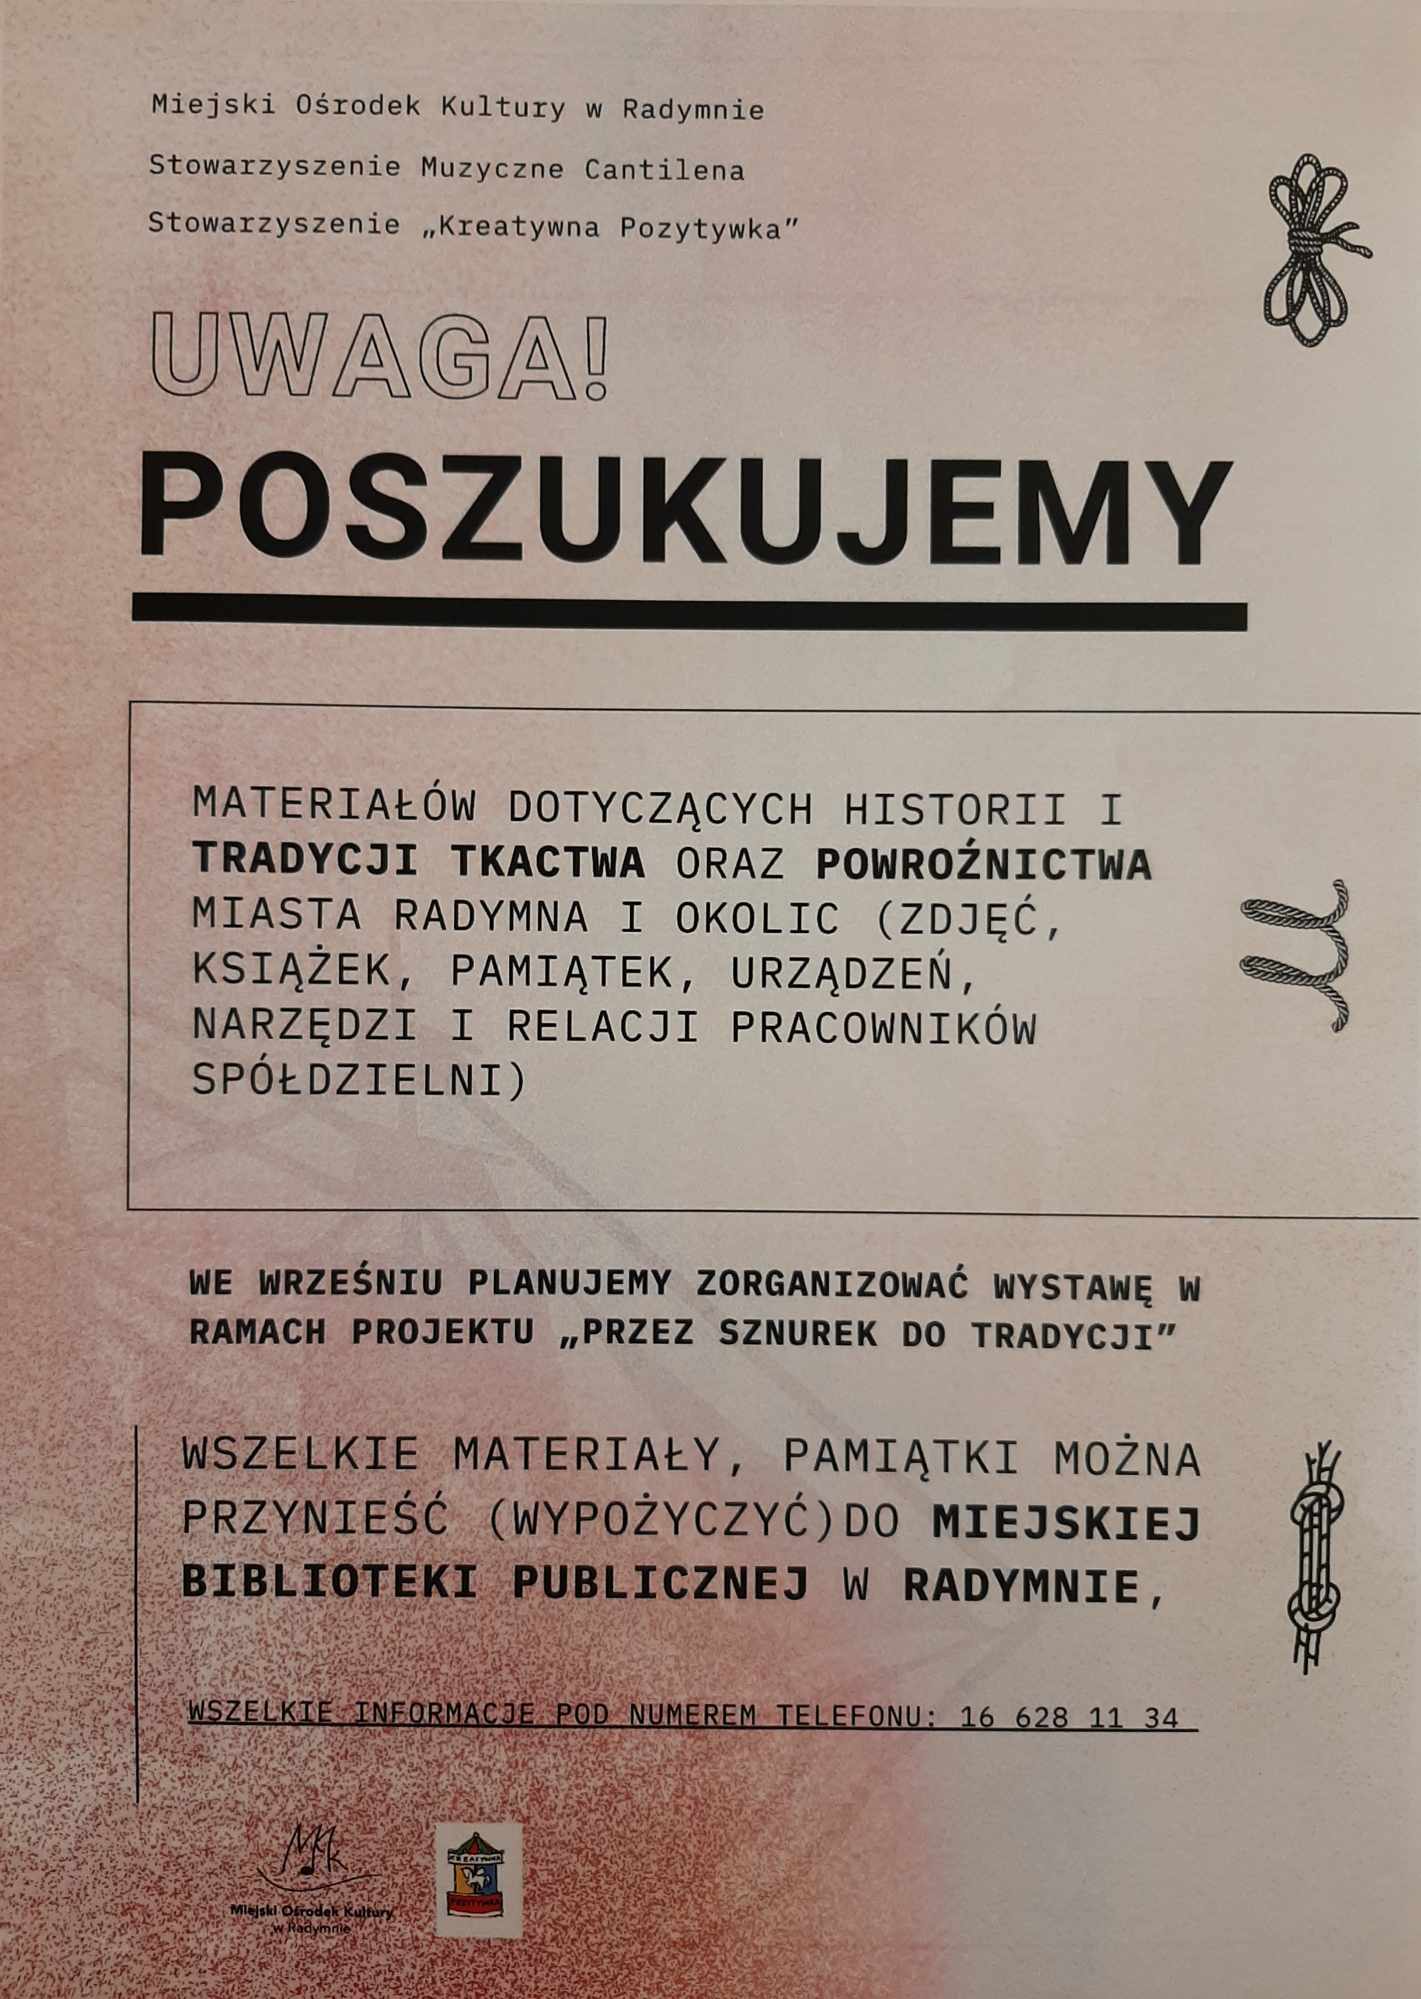 Miejski Ośrodek Kultury w Radymnie
Stowarzyszenie Muzyczne Cantilena
Stowarzyszenie „Kreatywna Pozytywka”
UWAGA!
POSZUKUJEMY
MATERIAŁÓW DOTYCZĄCYCH HISTORII I
TRADYCJI TKACTWA ORAZ POWROŹNICTWA
MIASTA RADYMNA I OKOLIC (ZDJĘĆ,
KSIĄŻEK, PAMIĄTEK, URZĄDZEŃ,
NARZĘDZI I RELACJI PRACOWNIKÓW
SPÓŁDZIELNI)
WE WRZEŚNIU PLANUJEMY ZORGANIZOWAĆ WYSTAWĘ W
RAMACH PROJEKTU „PRZEZ SZNUREK DO TRADYCJI”
WSZELKIE MATERIAŁY, PAMIĄTKI MOŻNA
PRZYNIEŚĆ (WYPOŻYCZYĆ)DO MIEJSKIEJ
BIBLIOTEKI PUBLICZNEJ W RADYMNIE,
WSZELKIE INFORMACJE POD NUMEREM TELEFONU: 16 628 11 34
Miejski Ośrodek Kultury
w Radymnie
KREATYWNA
POZYTYWKA